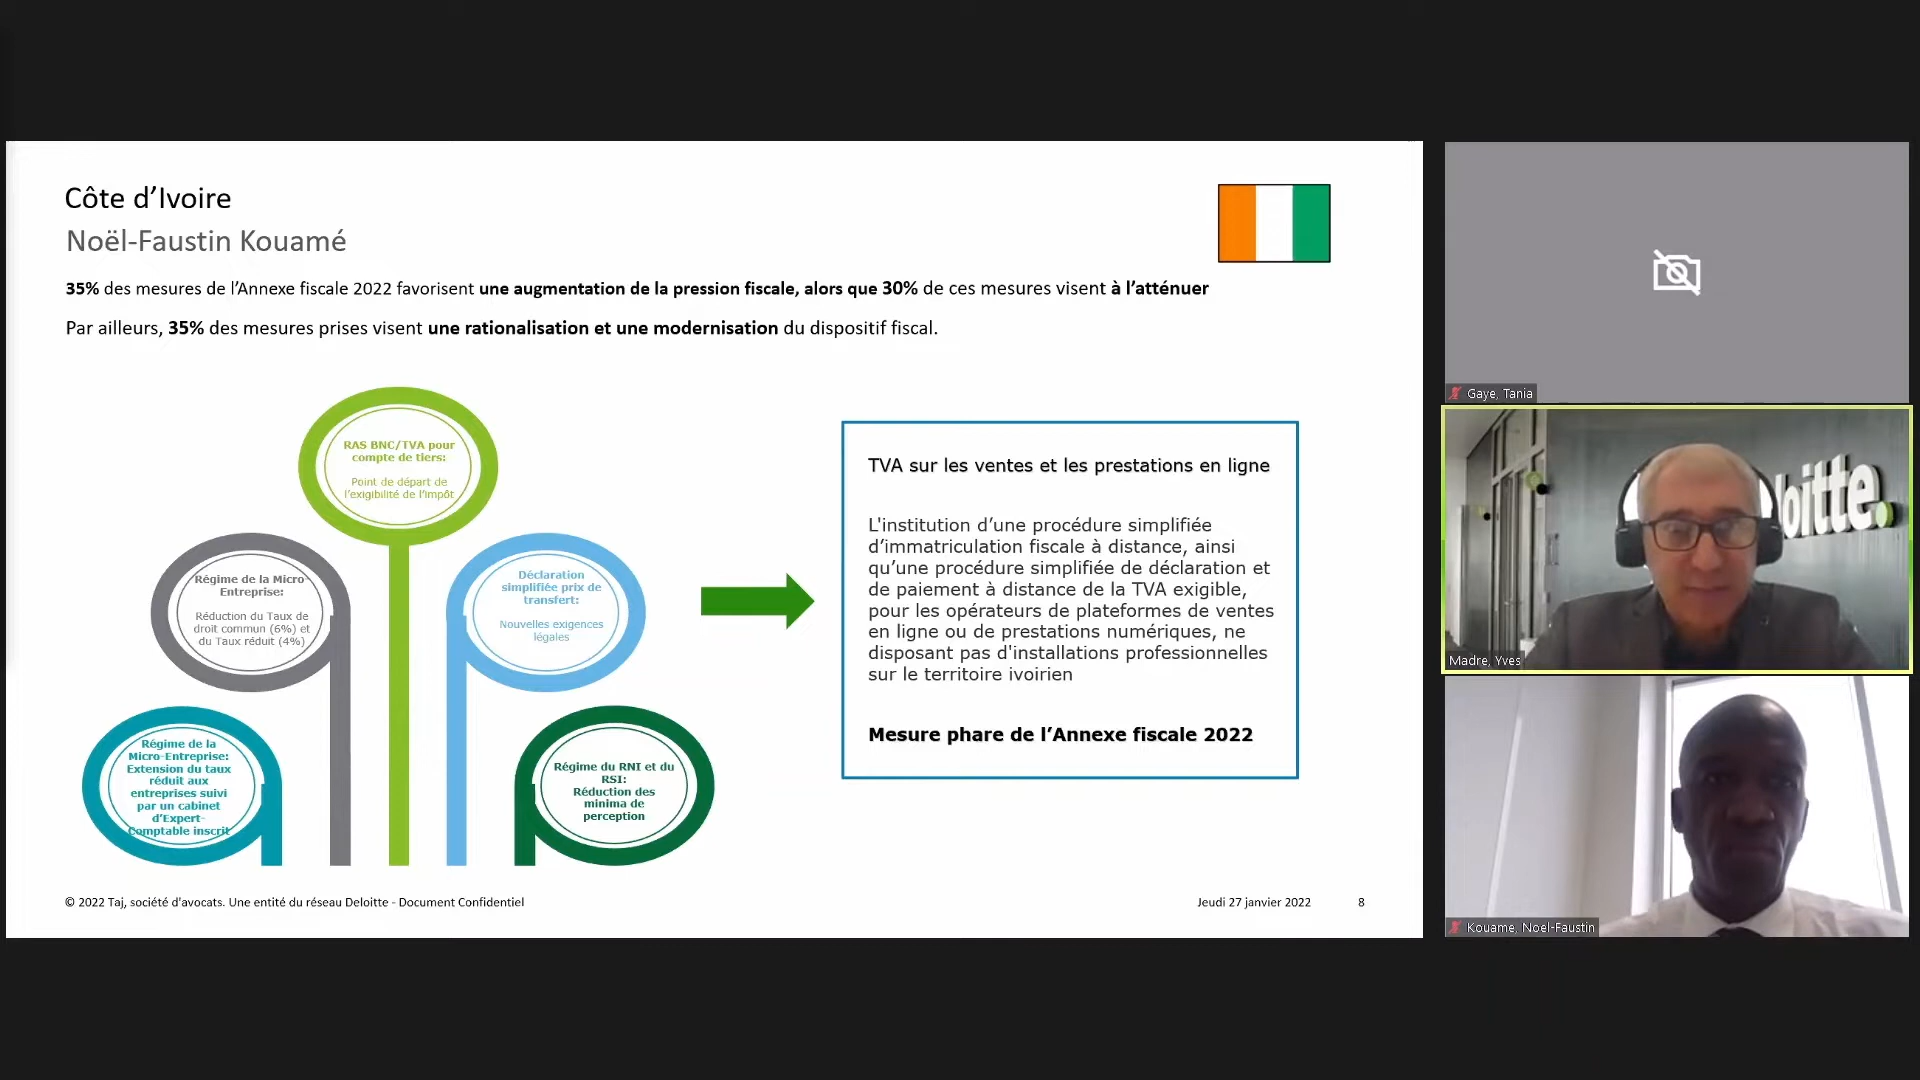 Côte d’Ivoire
Noël-Faustin Kouamé
35% des mesures de l’Annexe fiscale 2022 favorisent une augmentation de la pression fiscale, alors que 30% de ces mesures visent à l’atténuer
Par ailleurs, 35% des mesures prises visent une rationalisation et une modernisation du dispositif fiscal.
RAS BNC/TVA pour
compte de tiers:
Point de départ de
l’exigibilité de l’impôt
Régime de la Micro
Entreprise:
Réduction du Taux de
droit commun (6%) et
du Taux réduit (4%)
Déclaration
simplifiée prix de
transfert:
Nouvelles exigences
légales
Régime de la
Micro-Entreprise:
Extension du taux
réduit aux
entreprises suivi
par un cabinet
d’Expert-
Comptable inscrit
Régime du RNI et du
RSI:
Réduction des
minima de
perception
TVA sur les ventes et les prestations en ligne
L'institution d’une procédure simplifiée
d’immatriculation fiscale à distance, ainsi
qu’une procédure simplifiée de déclaration et
de paiement à distance de la TVA exigible,
pour les opérateurs de plateformes de ventes
en ligne ou de prestations numériques, ne
disposant pas d'installations professionnelles
sur le territoire ivoirien
Mesure phare de l’Annexe fiscale 2022
© 2022 Taj, société d'avocats. Une entité du réseau Deloitte - Document Confidentiel
Jeudi 27 janvier 2022
8
Gaye, Tania
oitte.
Madre, Yves
Kouame, Noel-Faustin